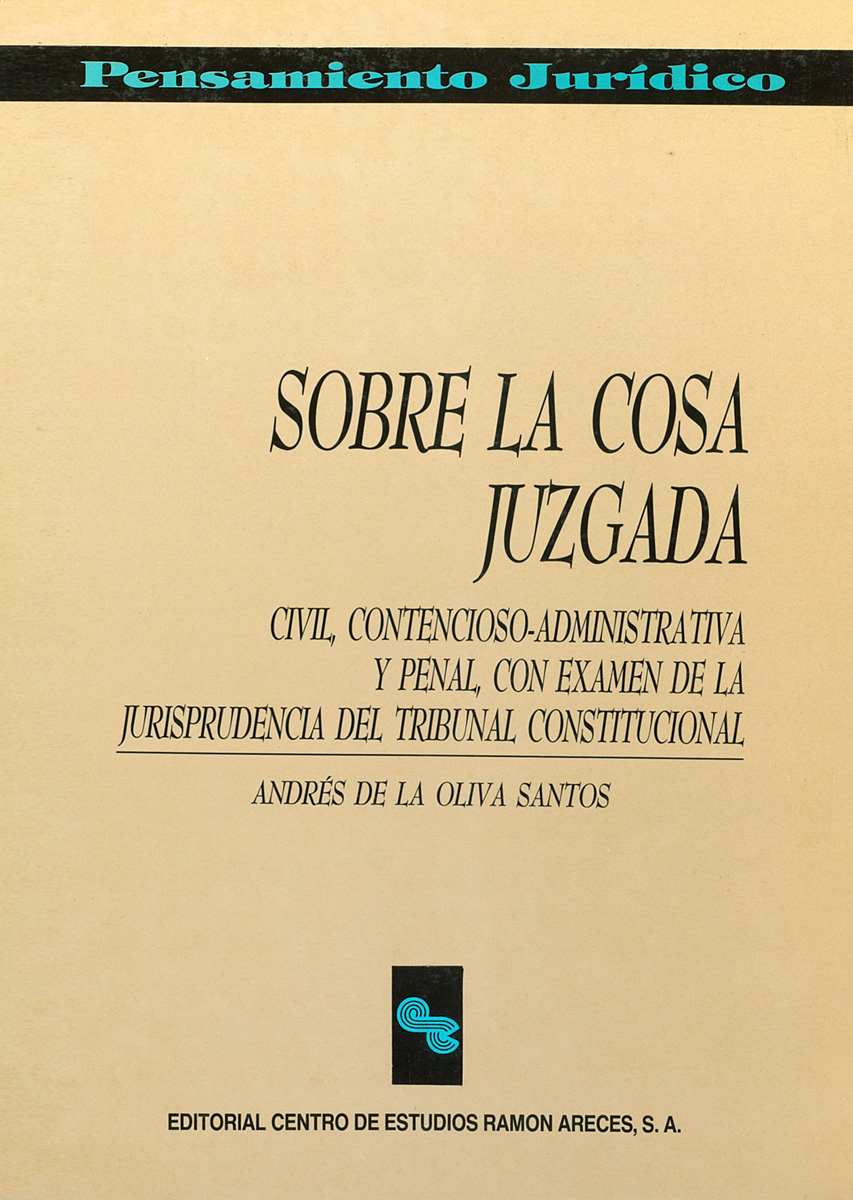 Pensamiento Jurídico
SOBRE LA COSA
JUZGADA
CIVIL, CONTENCIOSO-ADMINISTRATIVA
Y PENAL, CON EXAMEN DE LA
JURISPRUDENCIA DEL TRIBUNAL CONSTITUCIONAL
ANDRÉS DE LA OLIVA SANTOS
EDITORIAL CENTRO DE ESTUDIOS RAMON ARECES, S. A.